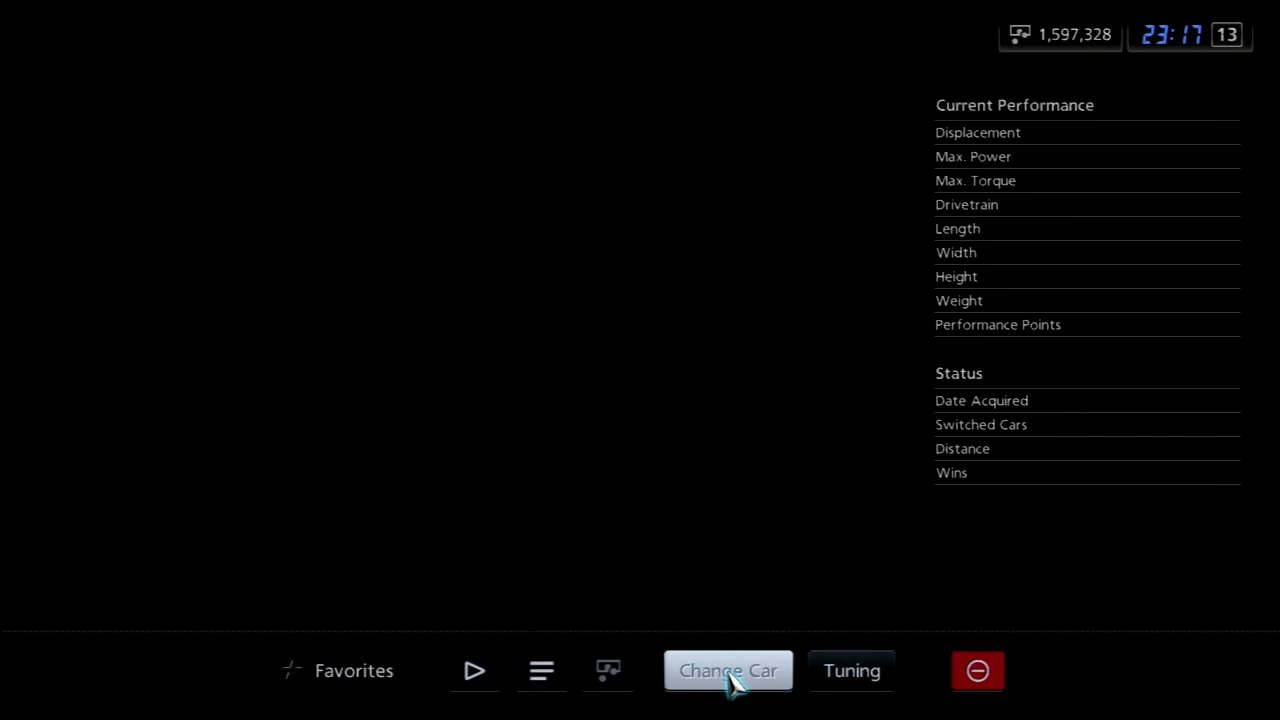 1,597,328
23:17 13
Current Performance
Displacement
Max. Power
Max. Torque
Drivetrain
Length
Width
Height
Weight
Performance Points
Status
Date Acquired
Switched Cars
Distance
Wins
Favorites
Change Car
Tuning